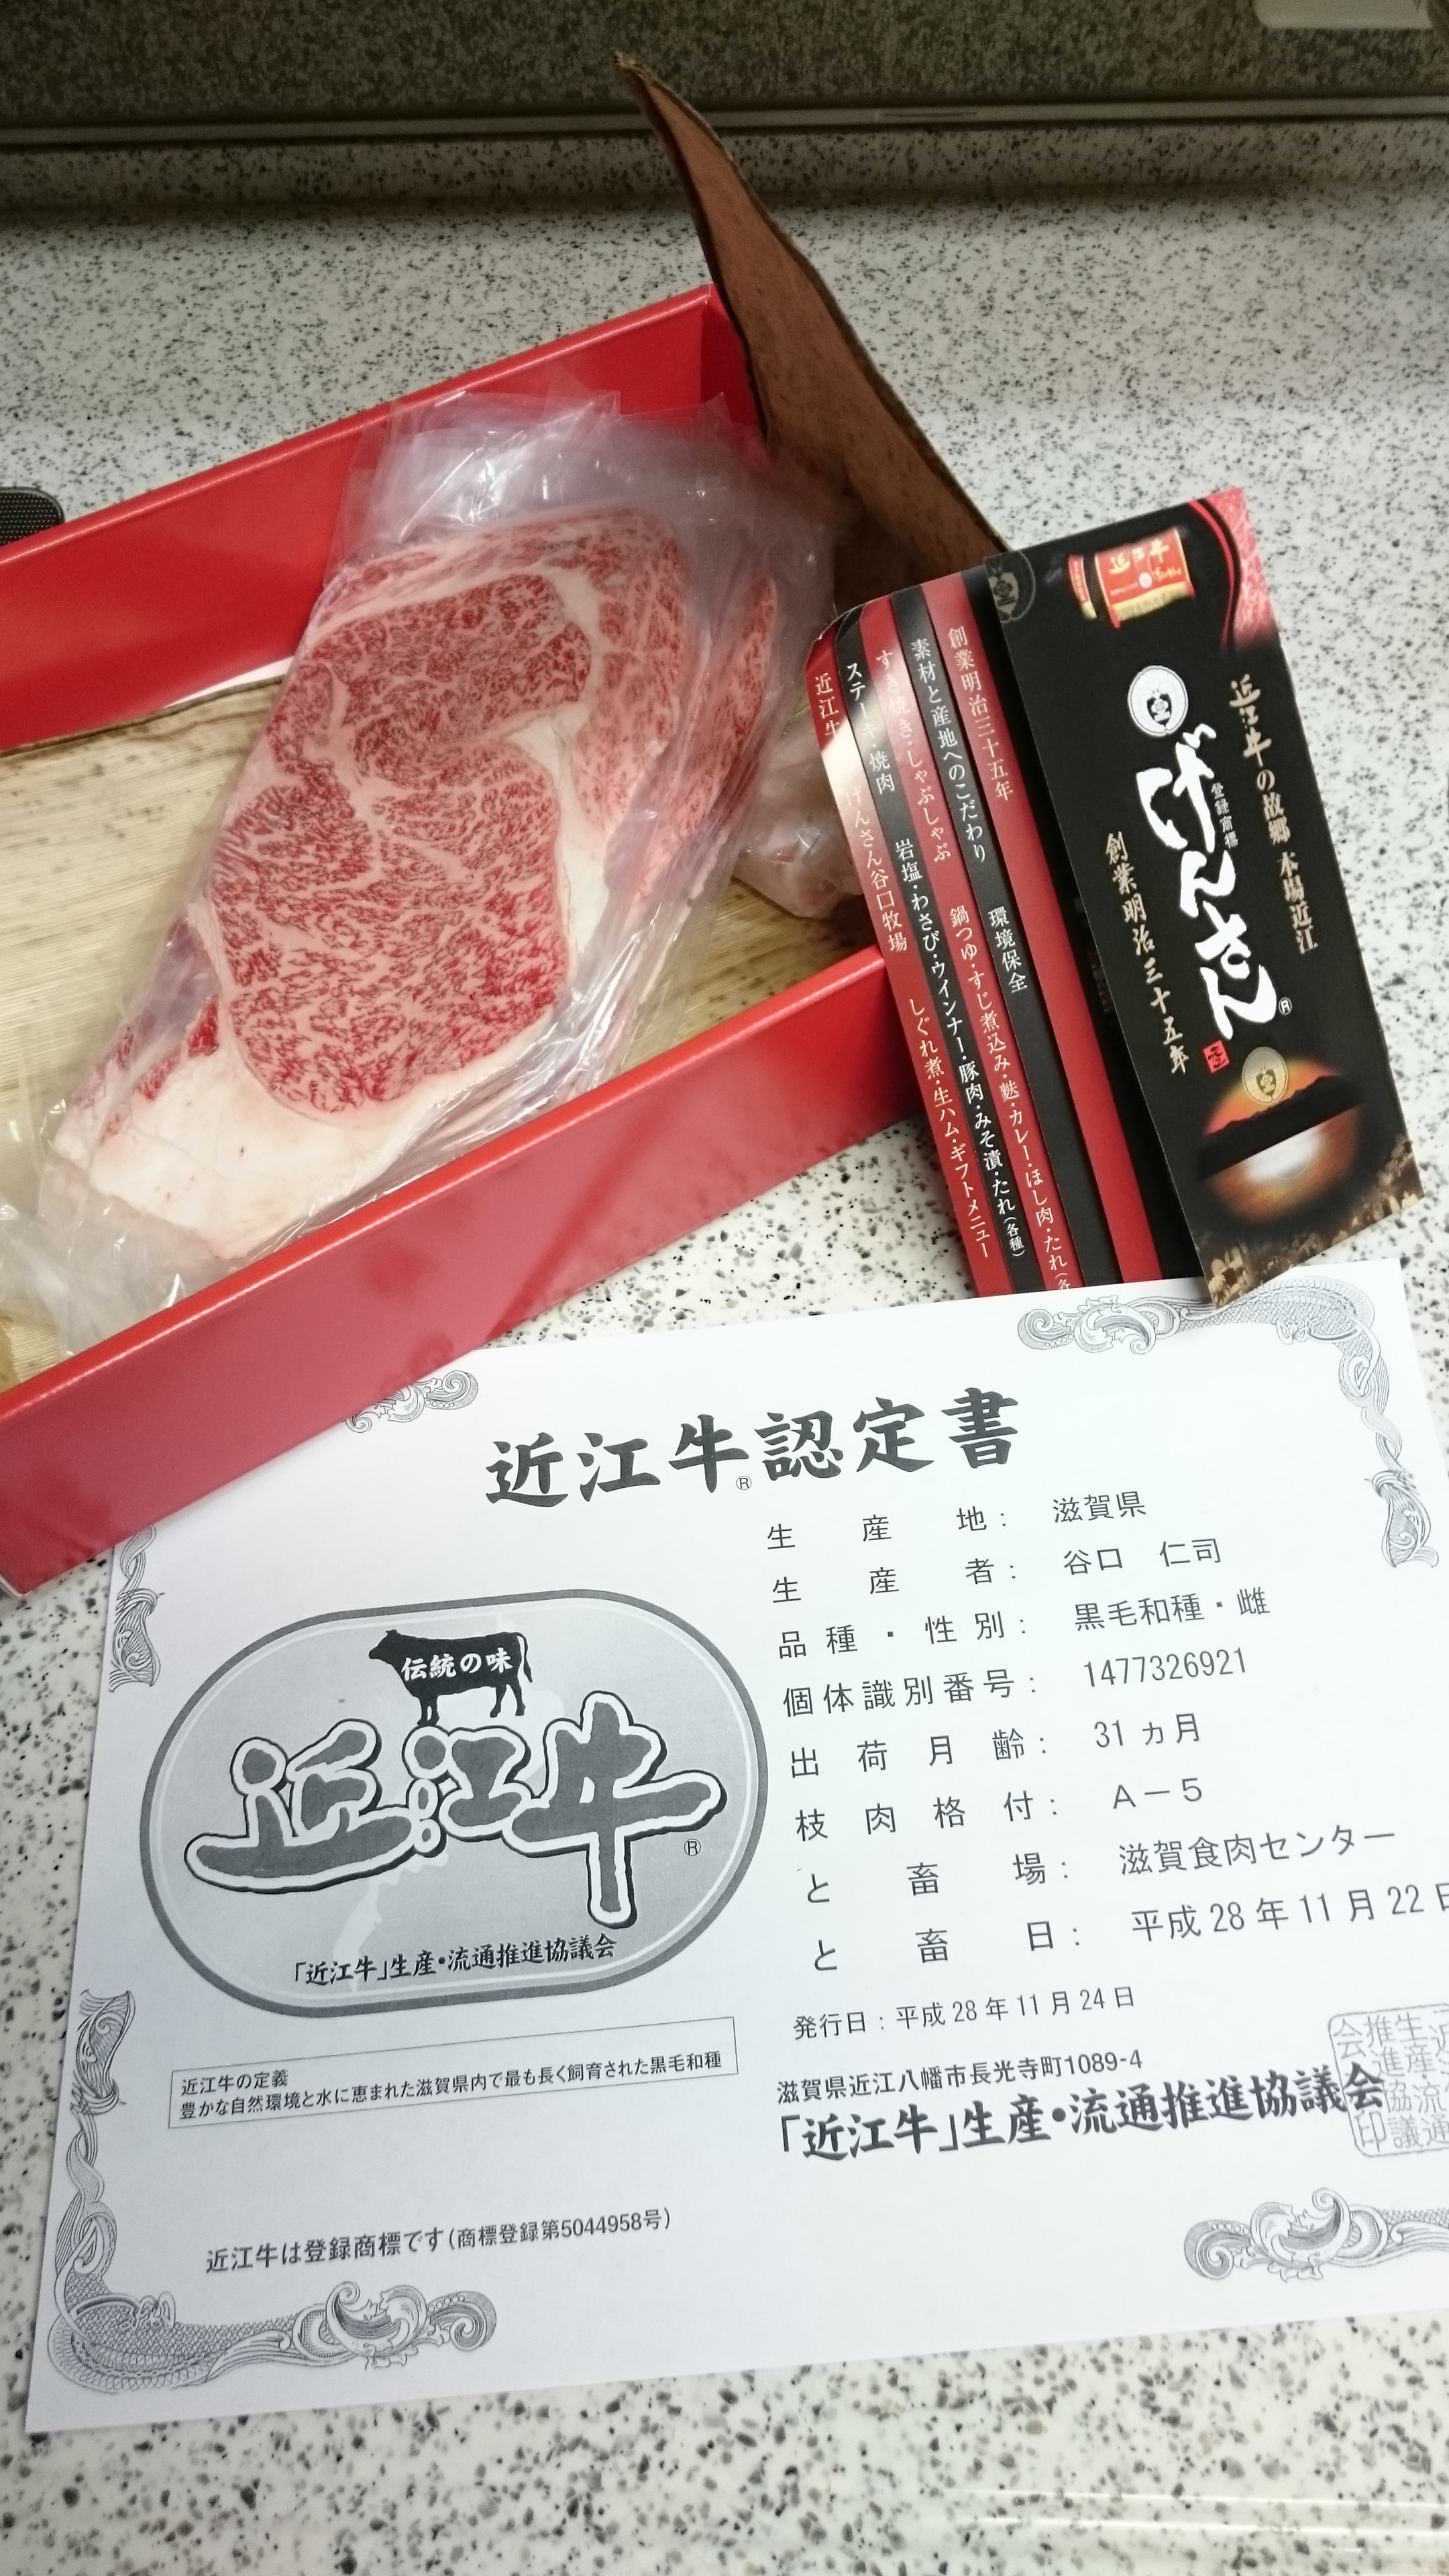 近江牛
げんさん
近江牛の故郷 本場近江
げんさん
登録商標
®
創業明治三十五年
創業明治三十五年
素材と産地へのこだわり 環境保全
すき焼き・しゃぶしゃぶ 鍋つゆ・すじ煮込み・麩・カレー・ほし肉・たれ(各
ステーキ・焼肉 岩塩・わさび・ウインナー・豚肉・みそ漬・たれ(各種)
近江牛 げんさん谷口牧場 しぐれ煮・生ハム・ギフトメニュー
近江牛®認定書
生産地: 滋賀県
生産者: 谷口 仁司
品種・性別: 黒毛和種・雌
個体識別番号: 1477326921
出荷月齢: 31ヵ月
枝肉格付: A-5
と畜場: 滋賀食肉センター
と畜日: 平成28年11月22日
発行日:平成28年11月24日
滋賀県近江八幡市長光寺町1089-4
「近江牛」生産・流通推進協議会
伝統の味
近江牛
®
「近江牛」生産・流通推進協議会
近江牛の定義
豊かな自然環境と水に恵まれた滋賀県内で最も長く飼育された黒毛和種
近江牛は登録商標です(商標登録第5044958号)